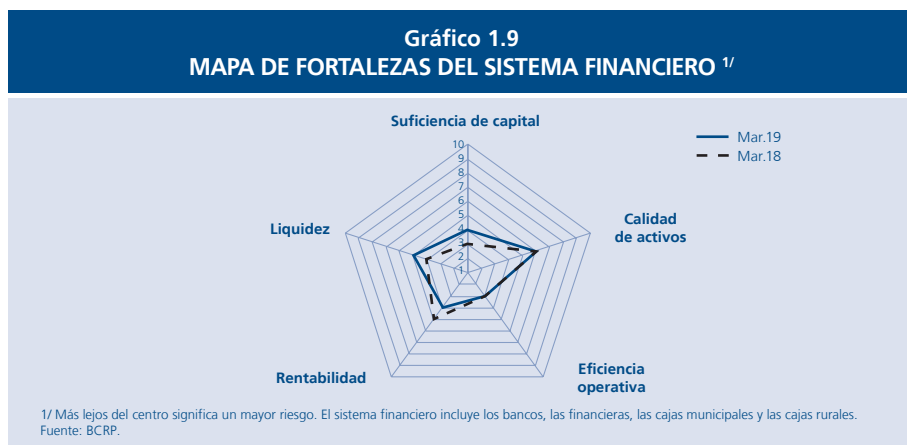 Gráfico 1.9
MAPA DE FORTALEZAS DEL SISTEMA FINANCIERO 1/
Suficiencia de capital
Mar.19
Mar.18
10
9
8
7
6
5
4
3
2
1
Liquidez
Calidad
de activos
Rentabilidad
Eficiencia
operativa
1/ Más lejos del centro significa un mayor riesgo. El sistema financiero incluye los bancos, las financieras, las cajas municipales y las cajas rurales.
Fuente: BCRP.